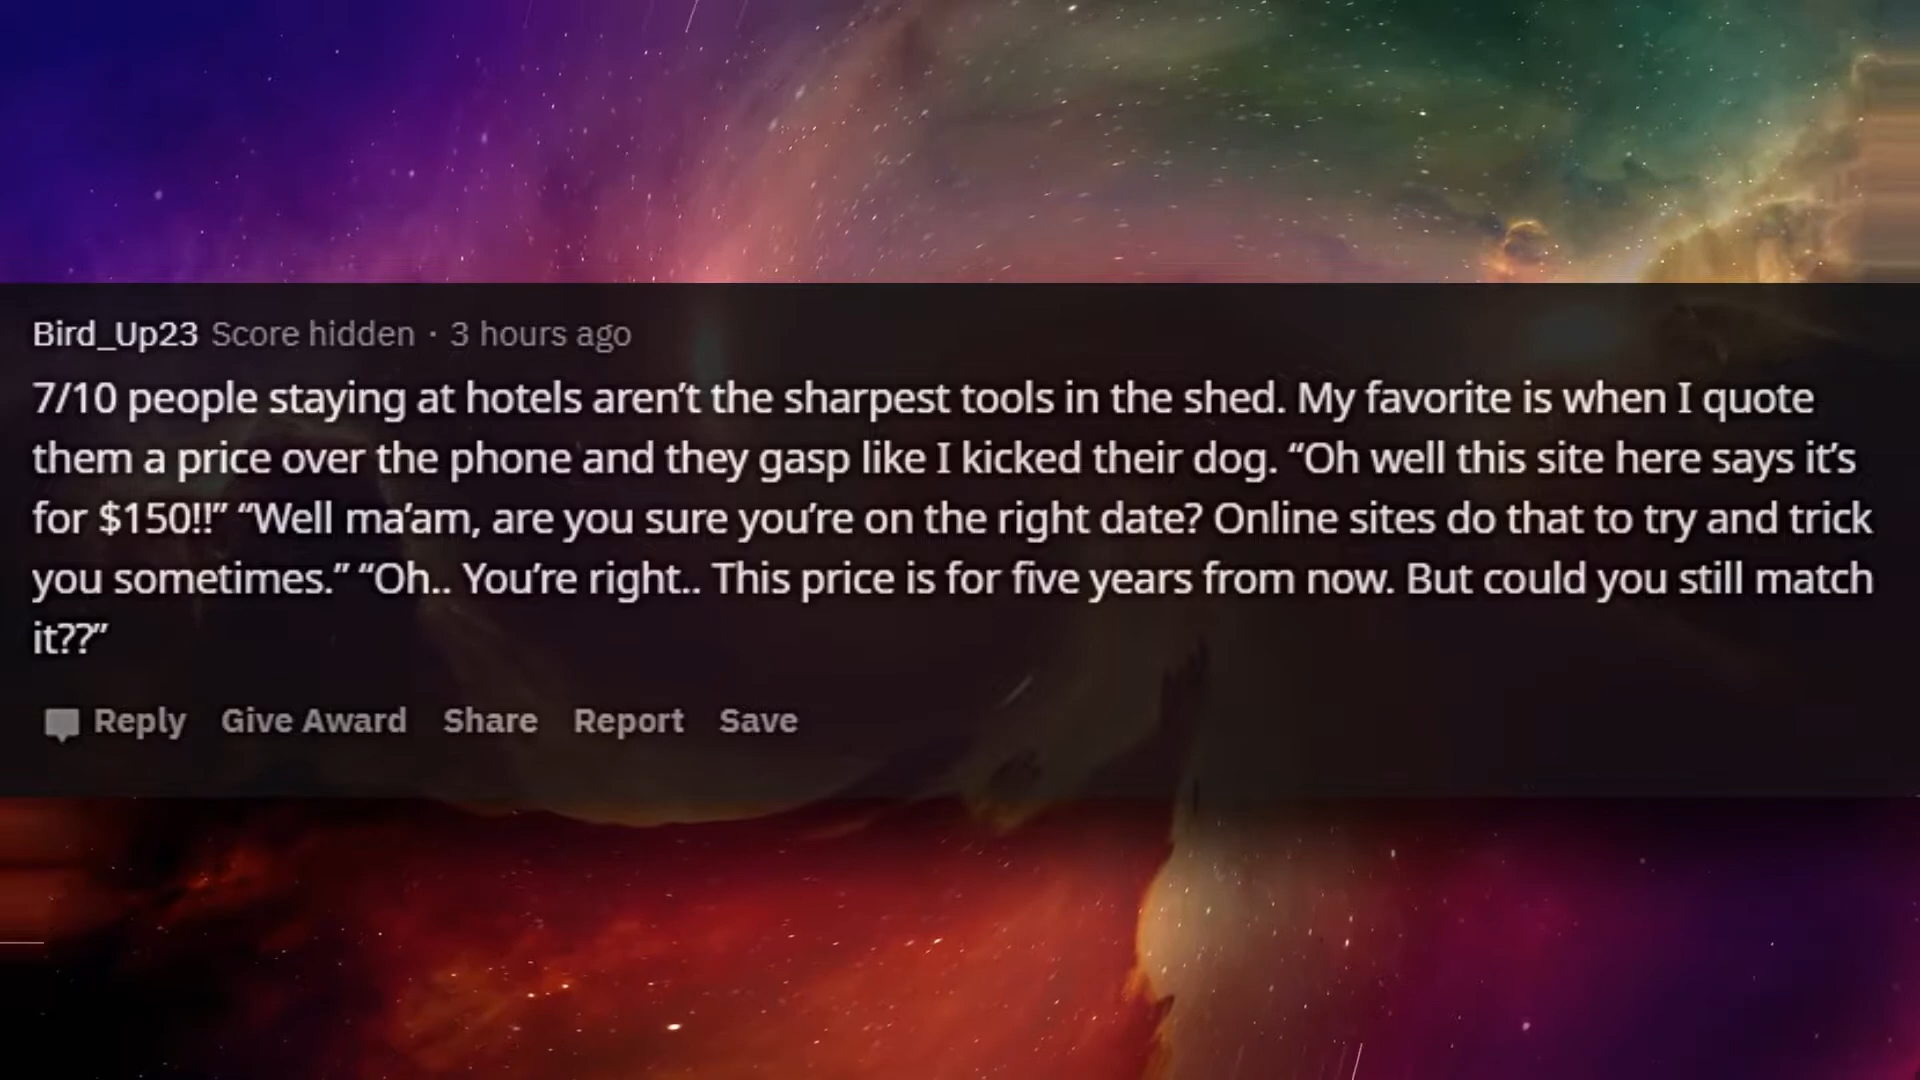 Bird_Up23 Score hidden · 3 hours ago
7/10 people staying at hotels aren’t the sharpest tools in the shed. My favorite is when I quote
them a price over the phone and they gasp like I kicked their dog. “Oh well this site here says it’s
for $150!!” “Well ma’am, are you sure you’re on the right date? Online sites do that to try and trick
you sometimes.” “Oh.. You’re right.. This price is for five years from now. But could you still match
it??”
Reply Give Award Share Report Save